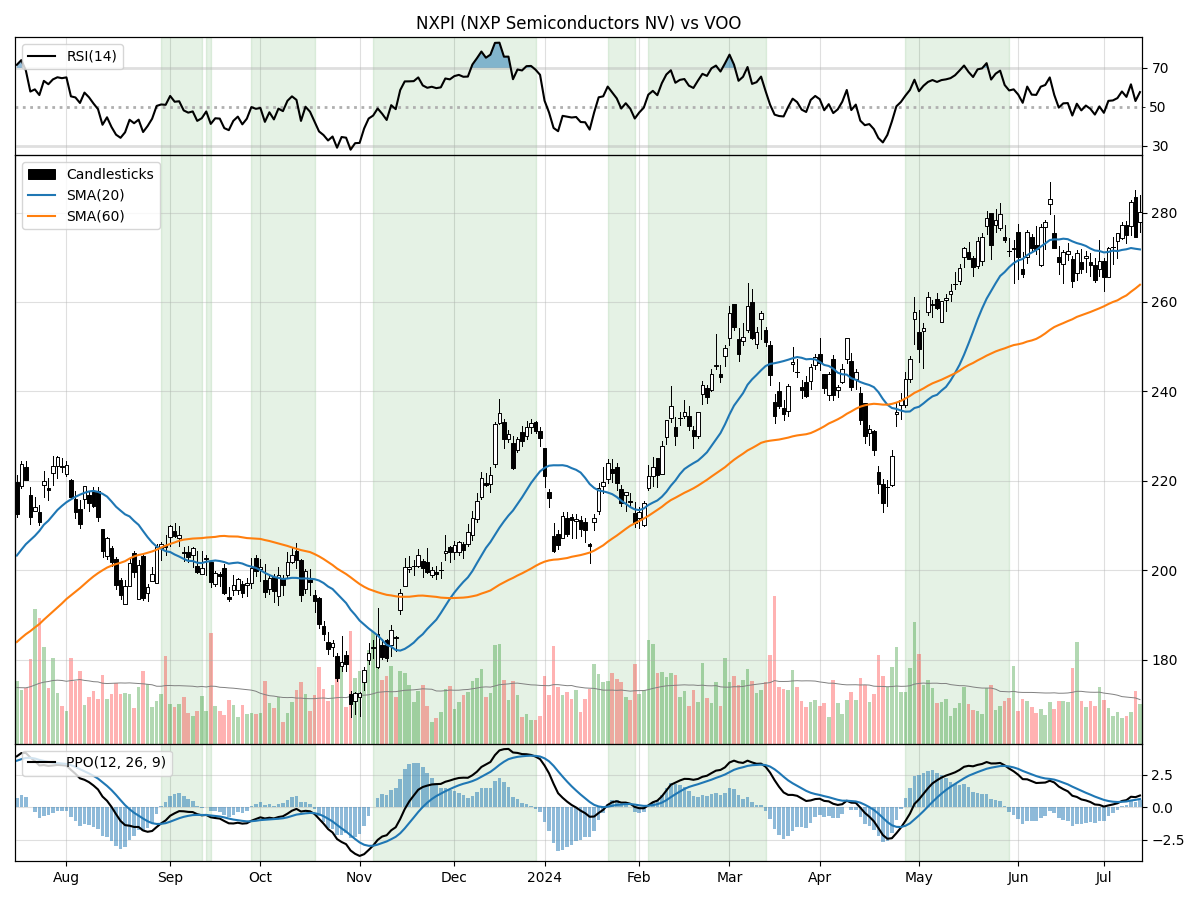 NXPI (NXP Semiconductors NV) vs VOO
RSI(14)
70
50
30
Candlesticks
SMA(20)
SMA(60)
280
260
240
220
200
180
PPO(12, 26, 9)
2.5
0.0
−2.5
Aug Sep Oct Nov Dec 2024 Feb Mar Apr May Jun Jul